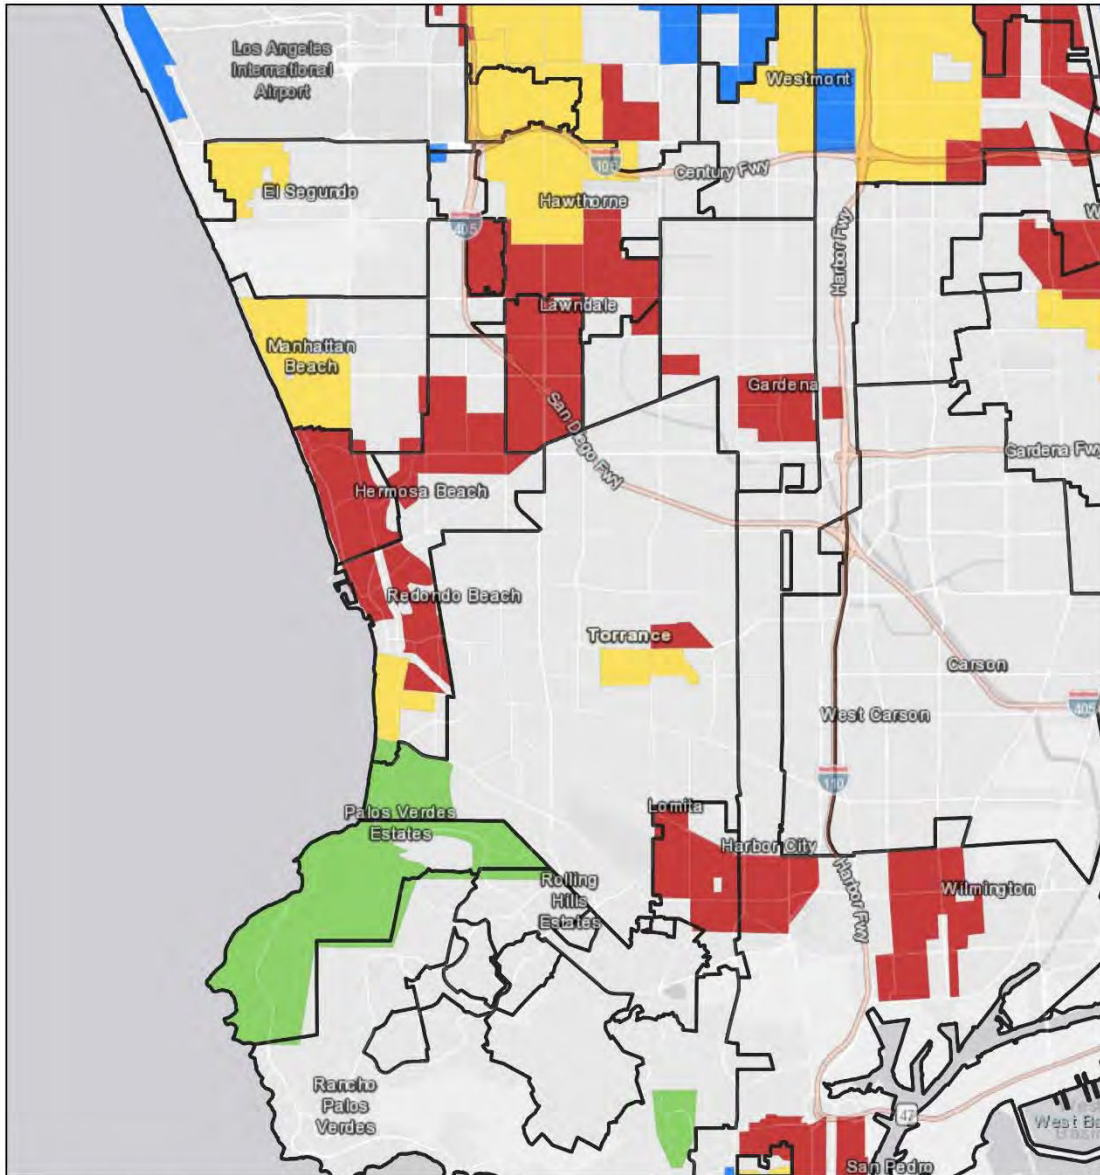 Los Angeles
International
Airport
Westmont
El Segundo
Century Fwy
Hawthorne
405
Harbor Fwy
Lawndale
Manhattan
Beach
Gardena
San Diego Fwy
Gardena Fwy
Hermosa Beach
Redondo Beach
Torrance
Carson
West Carson
405
110
Lomita
Palos Verdes
Estates
Harbor City
Rolling
Hills
Estates
Wilmington
Harbor Fwy
Rancho
Palos
Verdes
47
West Ba
San Pedro